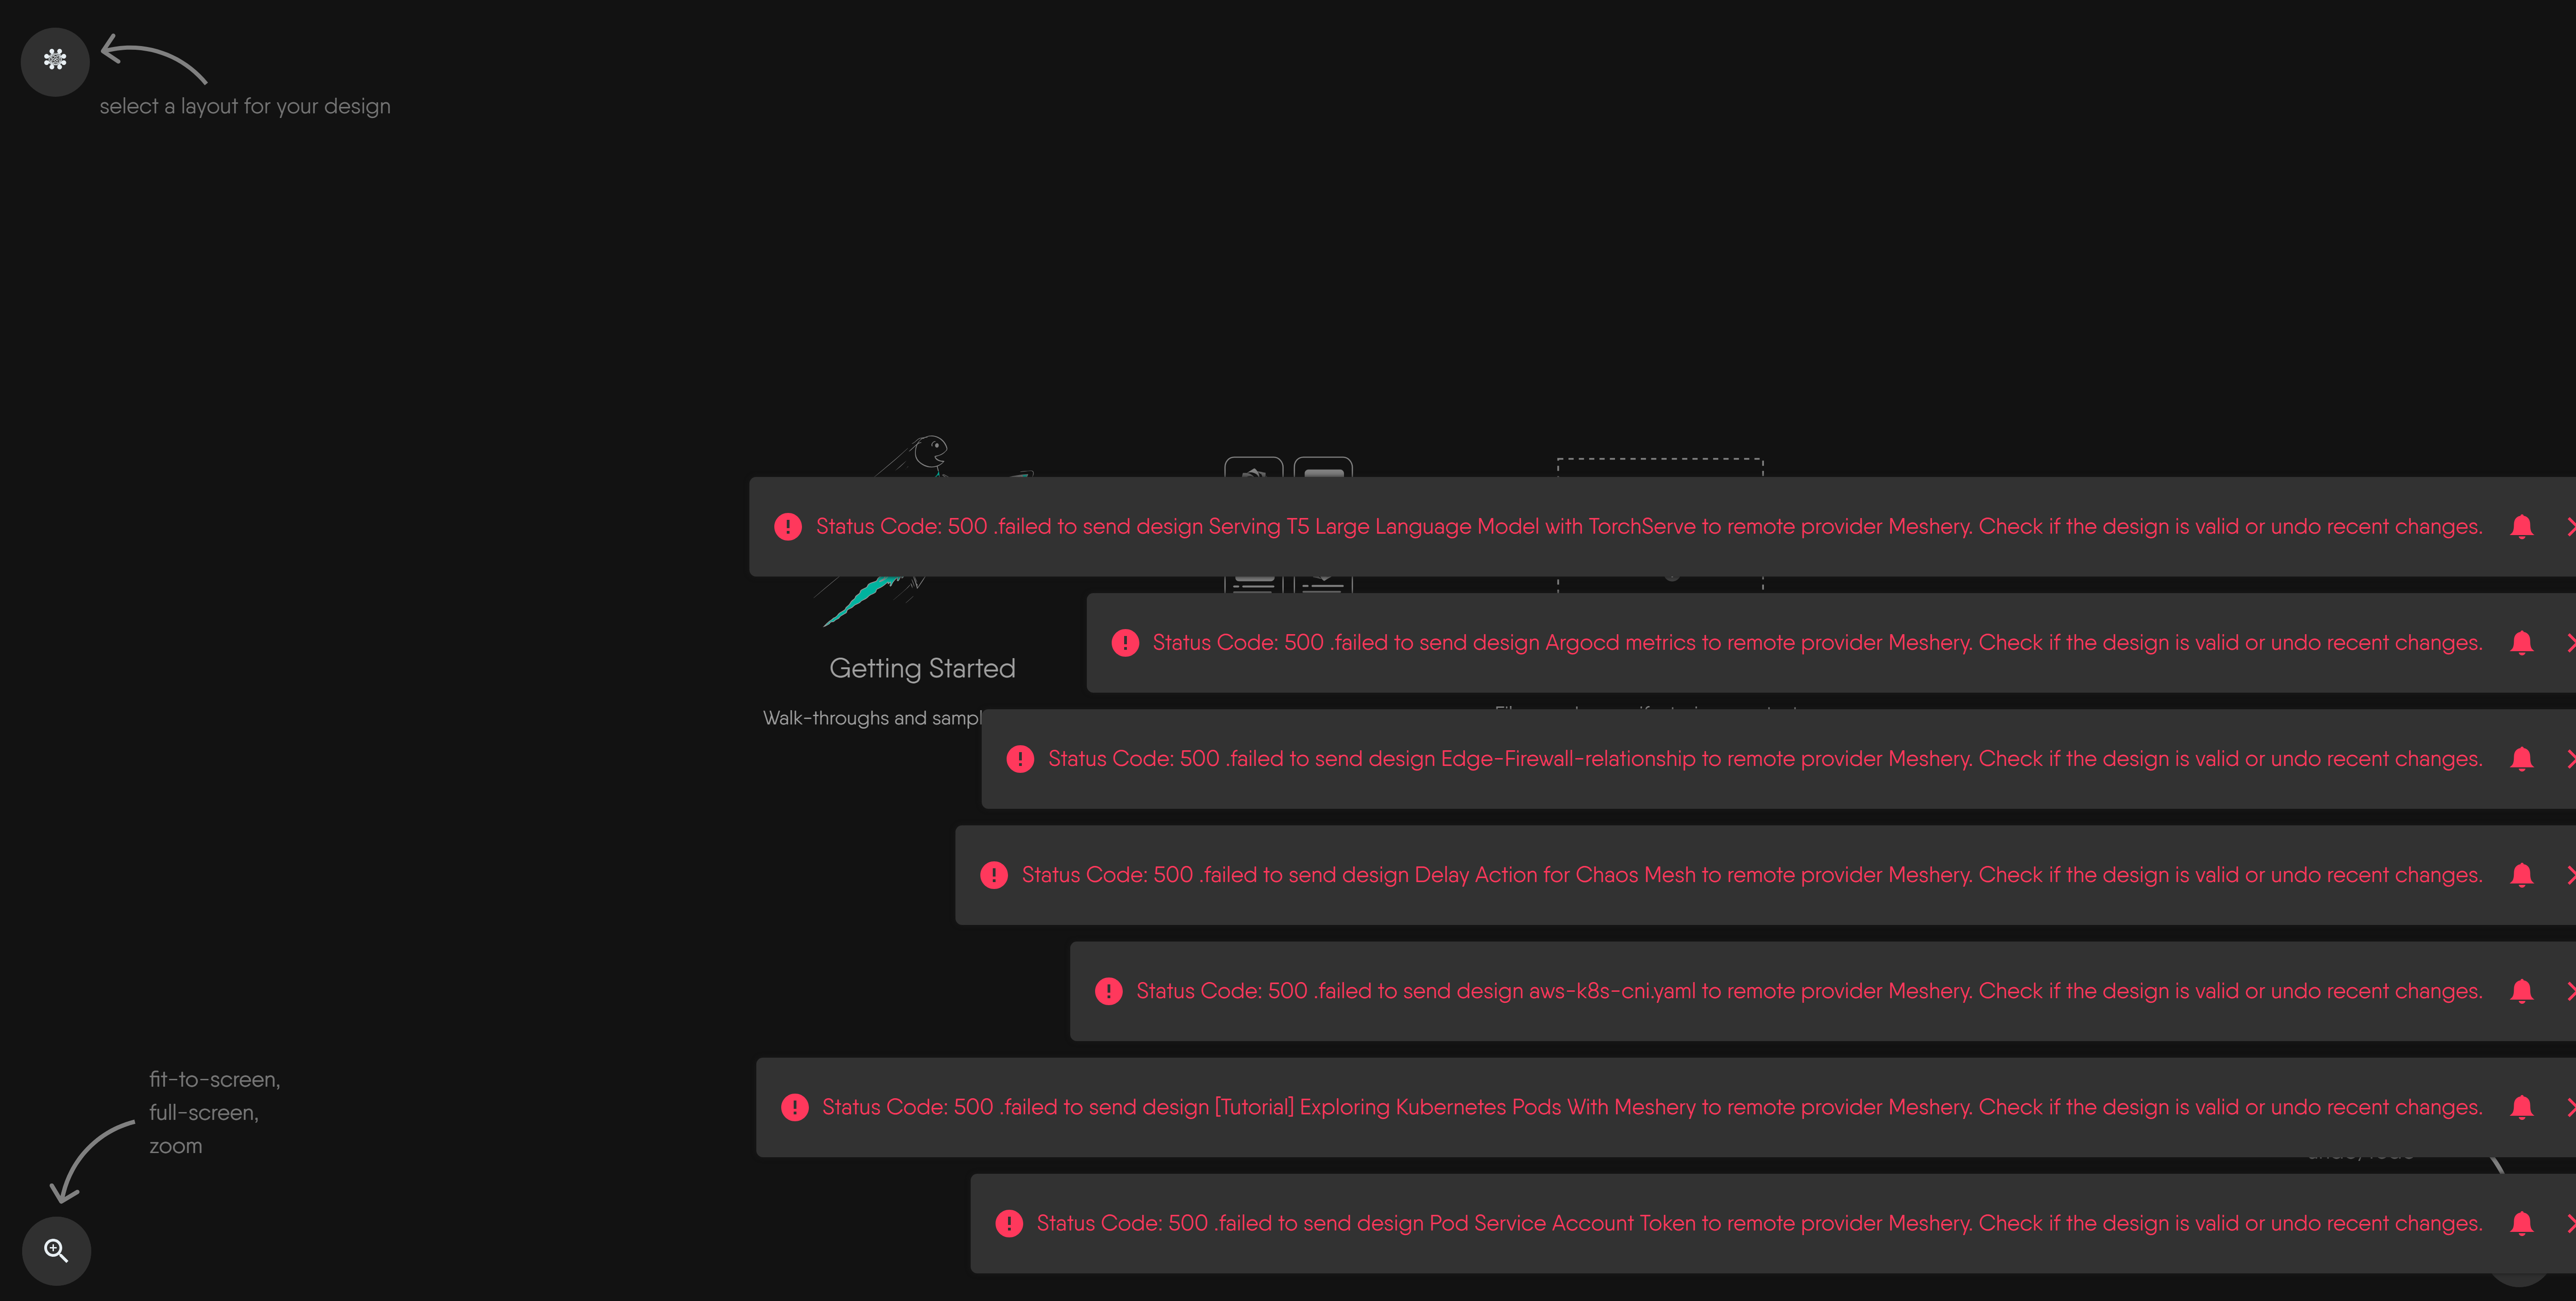 select a layout for your design
Status Code: 500 .failed to send design Serving T5 Large Language Model with TorchServe to remote provider Meshery. Check if the design is valid or undo recent changes.
Status Code: 500 .failed to send design Argocd metrics to remote provider Meshery. Check if the design is valid or undo recent changes.
Getting Started
Walk-throughs and
Status Code: 500 .failed to send design Edge-Firewall-relationship to remote provider Meshery. Check if the design is valid or undo recent changes.
Status Code: 500 .failed to send design Delay Action for Chaos Mesh to remote provider Meshery. Check if the design is valid or undo recent changes.
Status Code: 500 .failed to send design aws-k8s-cni.yaml to remote provider Meshery. Check if the design is valid or undo recent changes.
fit-to-screen,
full-screen,
zoom
Status Code: 500 .failed to send design [Tutorial] Exploring Kubernetes Pods With Meshery to remote provider Meshery. Check if the design is valid or undo recent changes.
Status Code: 500 .failed to send design Pod Service Account Token to remote provider Meshery. Check if the design is valid or undo recent changes.